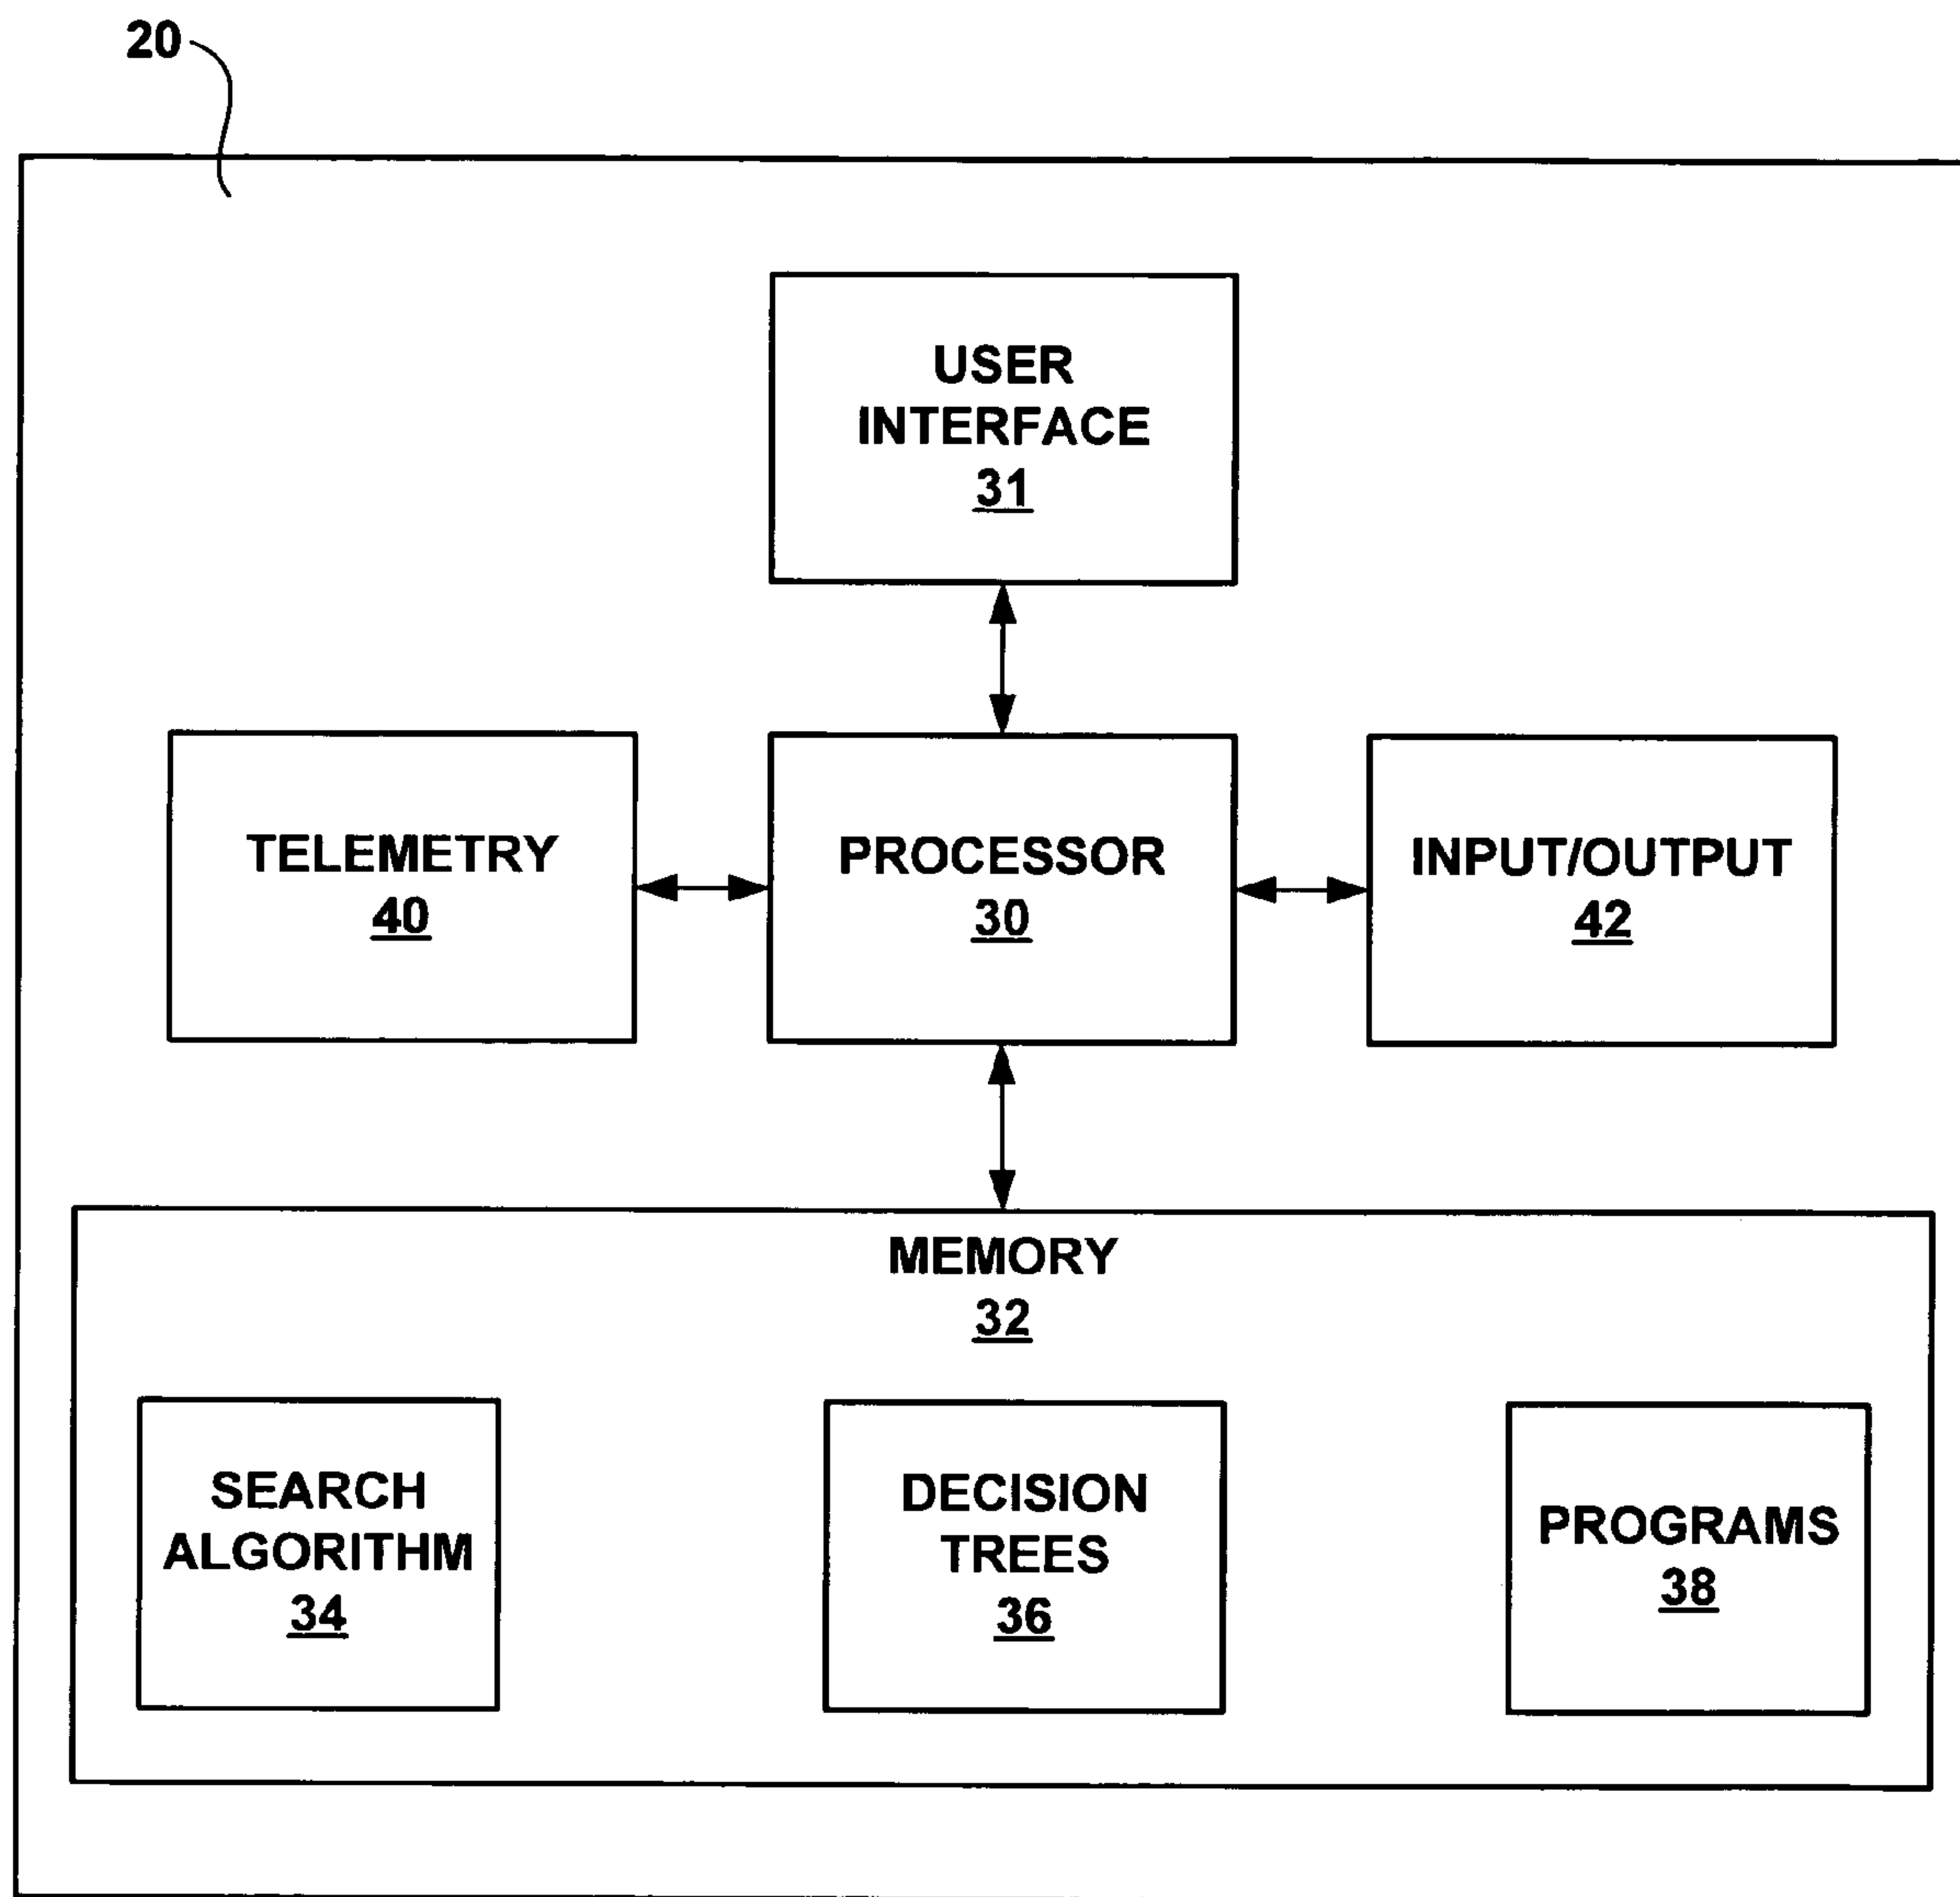 20
USER
INTERFACE
31
TELEMETRY
40
PROCESSOR
30
INPUT/OUTPUT
42
MEMORY
32
SEARCH
ALGORITHM
34
DECISION
TREES
36
PROGRAMS
38